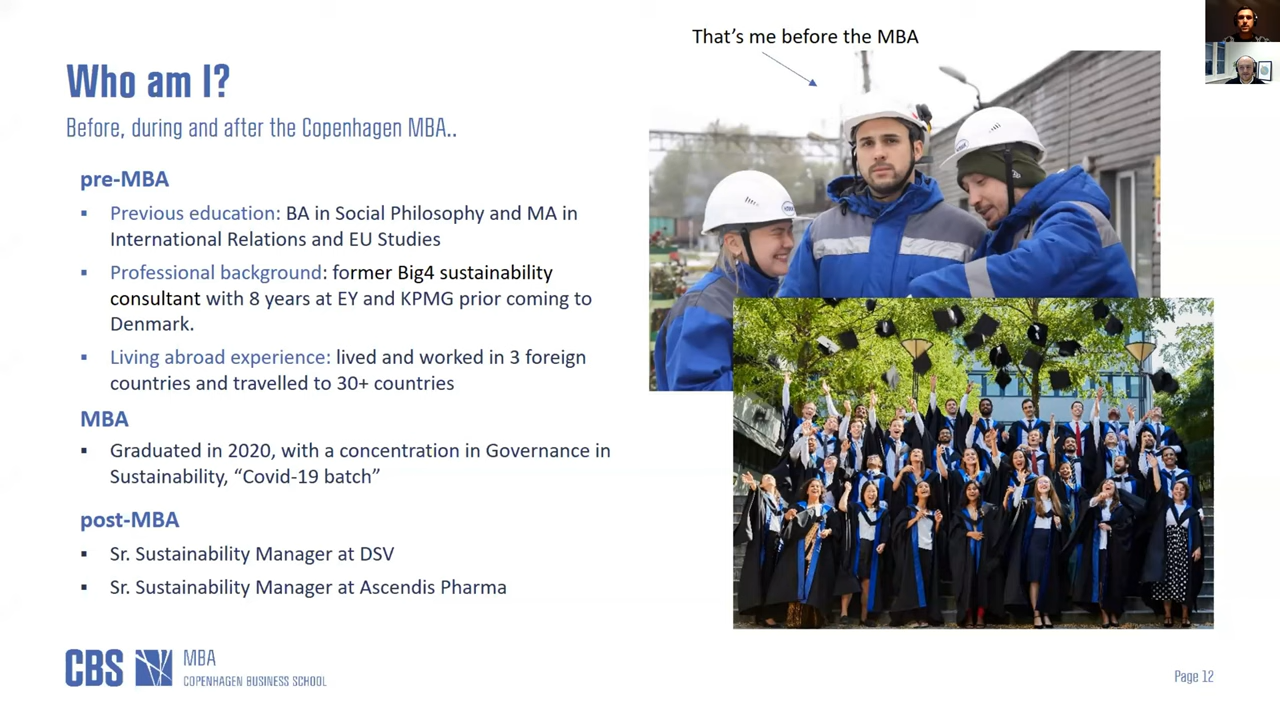 That's me before the MBA
Who am I?
Before, during and after the Copenhagen MBA..
pre-MBA
▪ Previous education: BA in Social Philosophy and MA in
International Relations and EU Studies
▪ Professional background: former Big4 sustainability
consultant with 8 years at EY and KPMG prior coming to
Denmark.
▪ Living abroad experience: lived and worked in 3 foreign
countries and travelled to 30+ countries
MBA
▪ Graduated in 2020, with a concentration in Governance in
Sustainability, “Covid-19 batch”
post-MBA
▪ Sr. Sustainability Manager at DSV
▪ Sr. Sustainability Manager at Ascendis Pharma
CBS
MBA
COPENHAGEN BUSINESS SCHOOL
Page 12